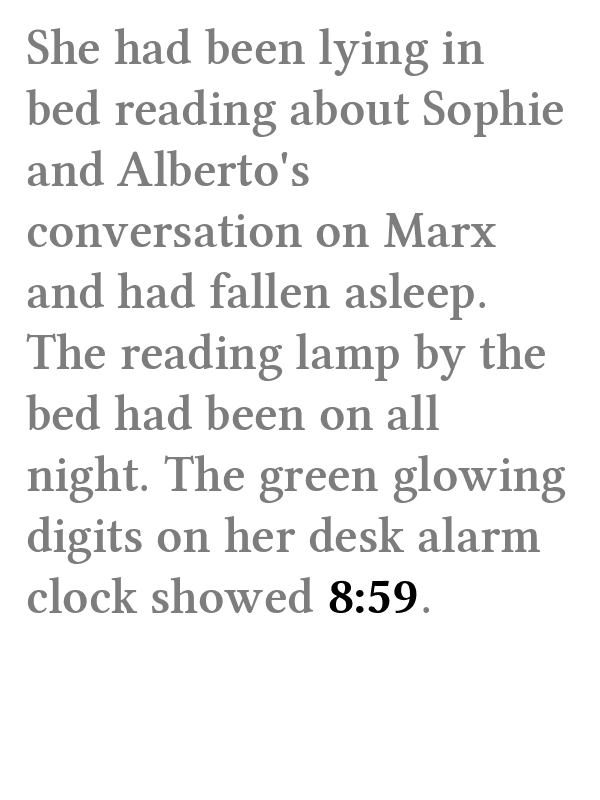 She had been lying in
bed reading about Sophie
and Alberto's
conversation on Marx
and had fallen asleep.
The reading lamp by the
bed had been on all
night. The green glowing
digits on her desk alarm
clock showed 8:59.